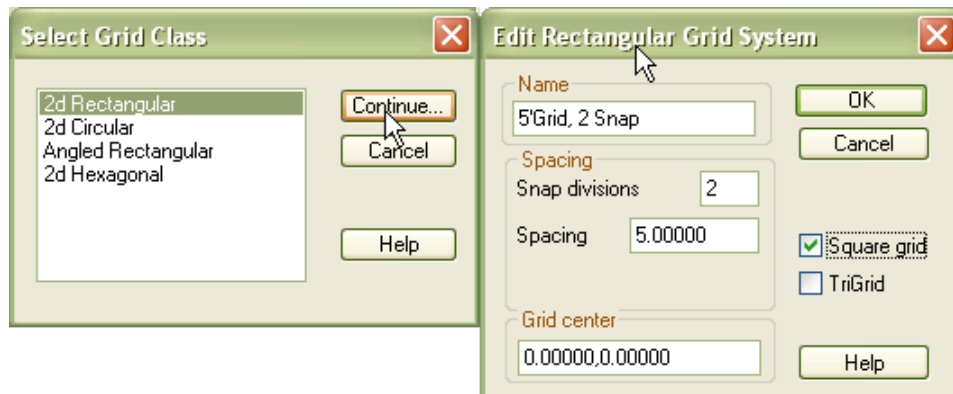 Select Grid Class
2d Rectangular
2d Circular
Angled Rectangular
2d Hexagonal
Continue...
Cancel
Help
Edit Rectangular Grid System
Name
5'Grid, 2 Snap
OK
Cancel
Spacing
Snap divisions 2
Spacing 5.00000
Square grid
TriGrid
Grid center
0.00000,0.00000
Help